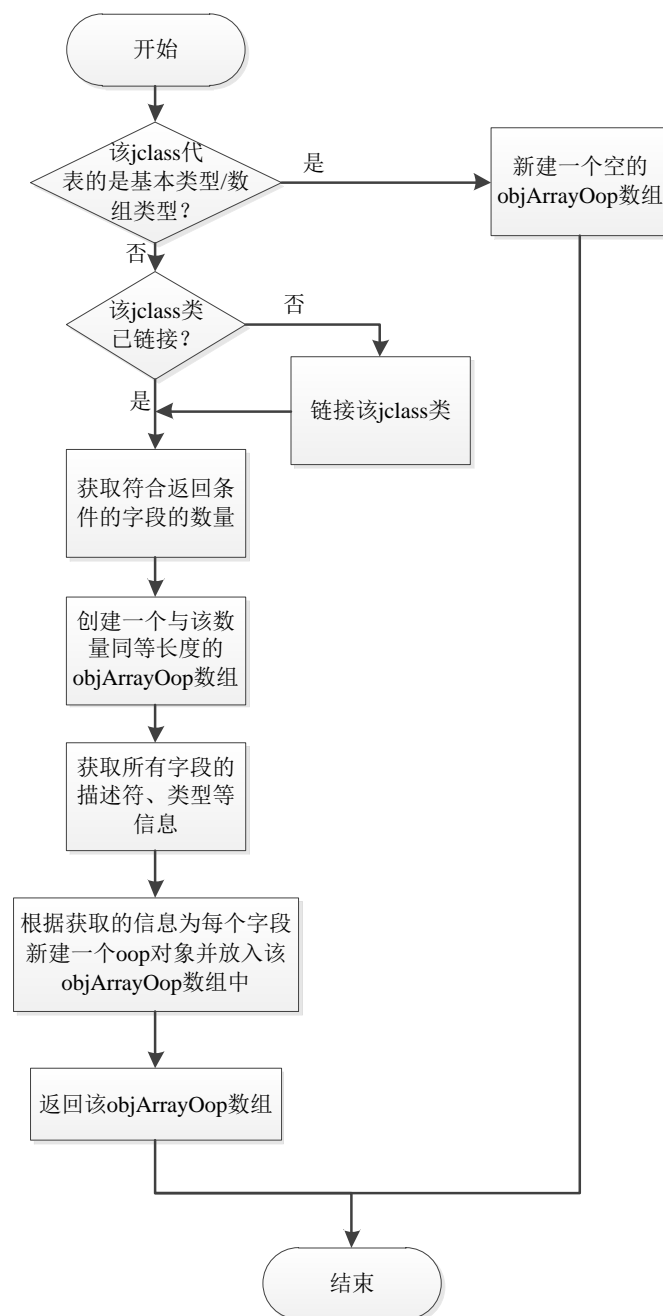 开始
该jclass代
表的是基本类型/数
组类型？
是
新建一个空的
objArrayOop数组
否
该jclass类
已链接？
否
链接该jclass类
是
获取符合返回条
件的字段的数量
创建一个与该数
量同等长度的
objArrayOop数组
获取所有字段的
描述符、类型等
信息
根据获取的信息为每个字段
新建一个oop对象并放入该
objArrayOop数组中
返回该objArrayOop数组
结束